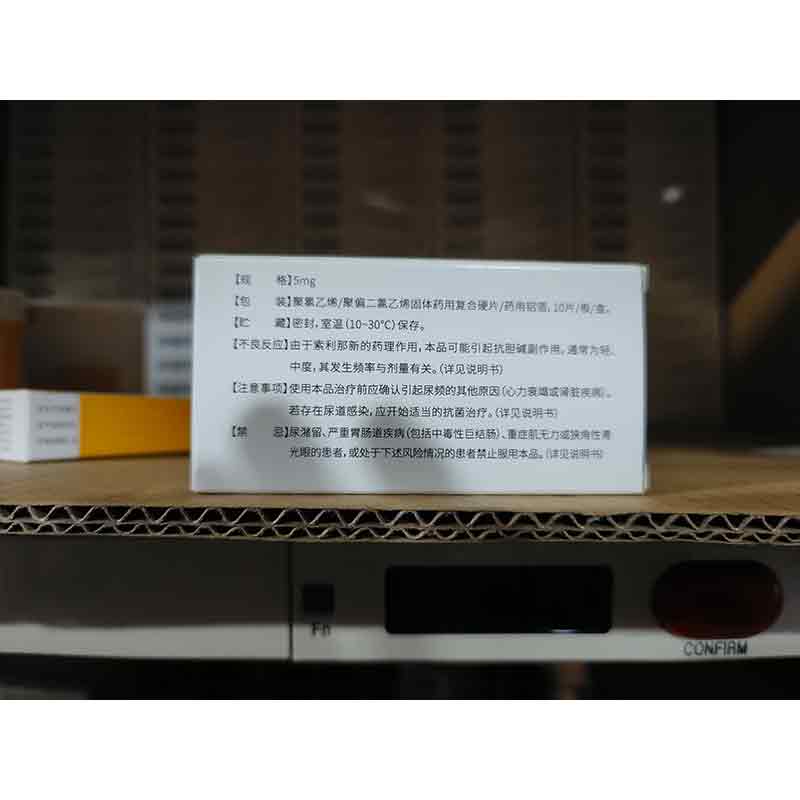 【规 格】5mg
【包 装】聚氯乙烯/聚偏二氯乙烯固体药用复合硬片/药用铝箔，10片/板/盒。
【贮 藏】密封，室温（10-30℃）保存。
【不良反应】由于索利那新的药理作用，本品可能引起抗胆碱副作用。通常为轻、
中度，其发生频率与剂量有关。（详见说明书）
【注意事项】使用本品治疗前应确认引起尿频的其他原因（心力衰竭或肾脏疾病）。
若存在尿道感染，应开始适当的抗菌治疗。（详见说明书）
【禁 忌】尿潴留、严重胃肠道疾病（包括中毒性巨结肠）、重症肌无力或狭角性青
光眼的患者，或处于下述风险情况的患者禁止服用本品。（详见说明书）
Fn
CONFIRM